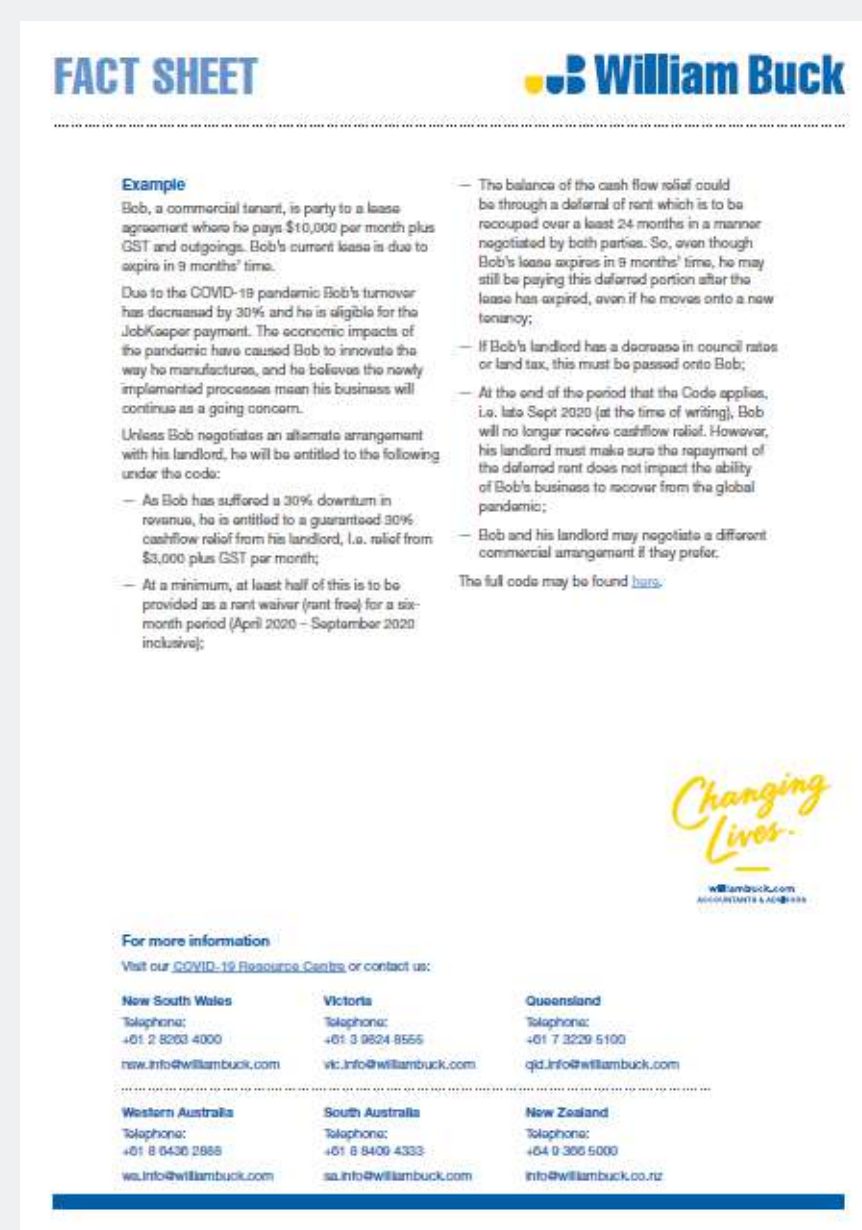 FACT SHEET
William Buck
Example
Bob, a commercial tenant, is party to a lease
agreement where he pays $10,000 per month plus
GST and outgoings. Bob's current lease is due to
expire in 9 months' time.
Due to the COVID-19 pandemic Bob's turnover
has decreased by 30% and he is eligible for the
JobKeeper payment. The economic impacts of
the pandemic have caused Bob to innovate the
way he manufactures, and he believes the newly
implemented processes mean his business will
continue as a going concern.
Unless Bob negotiates an alternate arrangement
with his landlord, he will be entitled to the following
under the code:
— As Bob has suffered a 30% downturn in
revenue, he is entitled to a guaranteed 30%
cashflow relief from his landlord, i.e. relief from
$3,000 plus GST per month;
— At a minimum, at least half of this is to be
provided as a rent waiver (rent free) for a six-
month period (April 2020 – September 2020
inclusive);
— The balance of the cash flow relief could
be through a deferral of rent which is to be
recouped over a least 24 months in a manner
negotiated by both parties. So, even though
Bob's lease expires in 9 months' time, he may
still be paying this deferred portion after the
lease has expired, even if he moves onto a new
tenancy;
— If Bob's landlord has a decrease in council rates
or land tax, this must be passed onto Bob;
— At the end of the period that the Code applies,
i.e. late Sept 2020 (at the time of writing), Bob
will no longer receive cashflow relief. However,
his landlord must make sure the repayment of
the deferred rent does not impact the ability
of Bob's business to recover from the global
pandemic;
— Bob and his landlord may negotiate a different
commercial arrangement if they prefer.
The full code may be found here.
Changing
Lives.
williambuck.com
ACCOUNTANTS & ADVISORS
For more information
Visit our COVID-19 Resource Centre or contact us:
New South Wales
Telephone:
+61 2 8263 4000
nsw.info@williambuck.com
Victoria
Telephone:
+61 3 9824 8555
vic.info@williambuck.com
Queensland
Telephone:
+61 7 3229 5100
qld.info@williambuck.com
Western Australia
Telephone:
+61 8 6436 2888
wa.info@williambuck.com
South Australia
Telephone:
+61 8 8409 4333
sa.info@williambuck.com
New Zealand
Telephone:
+64 9 366 5000
info@williambuck.co.nz